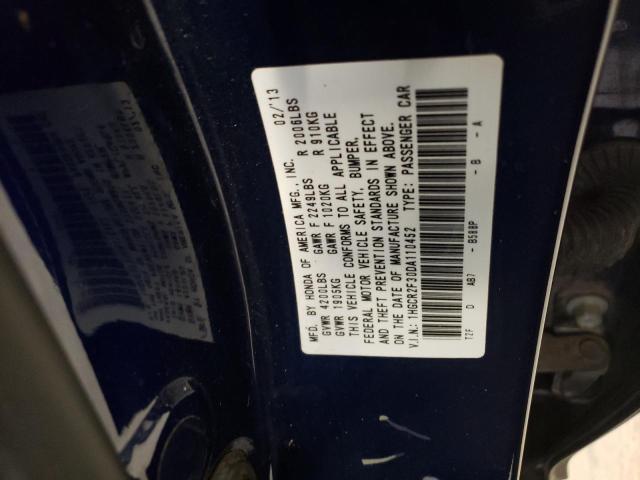 MFD. BY HONDA OF AMERICA MFG., INC. 02/'13
GVWR 4200LBS GAWR F 2249LBS R 2006LBS
GVWR 1905KG GAWR F 1020KG R 910KG
THIS VEHICLE CONFORMS TO ALL APPLICABLE
FEDERAL MOTOR VEHICLE SAFETY, BUMPER,
AND THEFT PREVENTION STANDARDS IN EFFECT
ON THE DATE OF MANUFACTURE SHOWN ABOVE.
V.I.N.: 1HGCR2F30DA110452 TYPE: PASSENGER CAR
T2F D AB7 - B588P - B - A